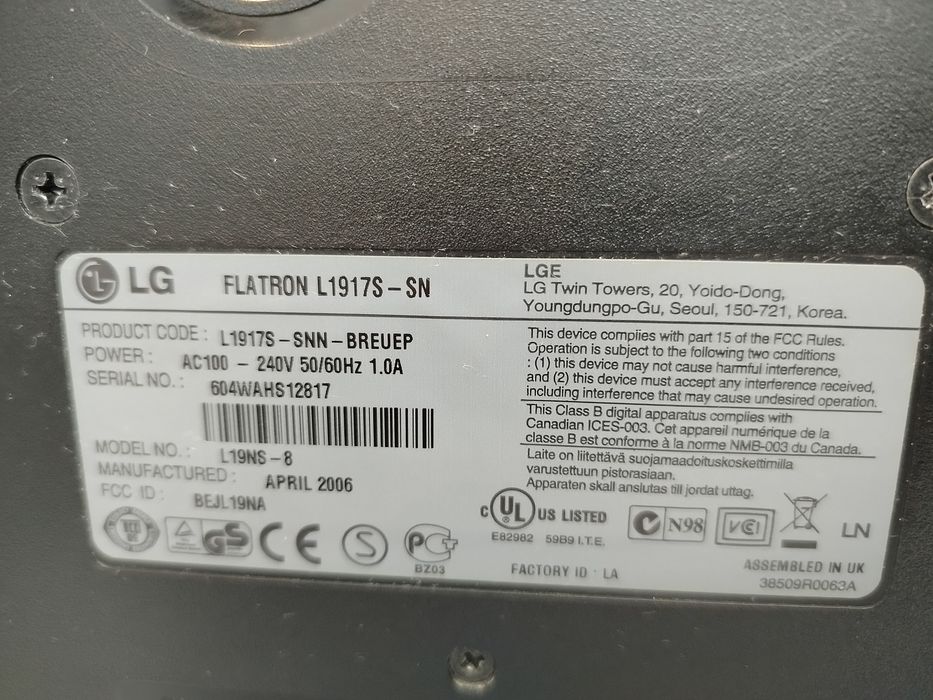 LG FLATRON L1917S-SN
LGE
LG Twin Towers, 20, Yoido-Dong,
Youngdungpo-Gu, Seoul, 150-721, Korea.
PRODUCT CODE : L1917S-SNN-BREUEP
POWER : AC100 - 240V 50/60Hz 1.0A
SERIAL NO. : 604WAHS12817
MODEL NO. : L19NS-8
MANUFACTURED : APRIL 2006
FCC ID : BEJL19NA
This device complies with part 15 of the FCC Rules.
Operation is subject to the following two conditions
: (1) this device may not cause harmful interference,
and (2) this device must accept any interference received,
including interference that may cause undesired operation.
This Class B digital apparatus complies with
Canadian ICES-003. Cet appareil numérique de la
classe B est conforme à la norme NMB-003 du Canada.
Laite on liitettävä suojamaadoituskoskettimilla
varustettuun pistorasiaan.
Apparaten skall anslutas till jordat uttag.
GS CE S PC
BZ03
c UL US LISTED
E82982 59B9 I.T.E.
N98 VCI LN
FACTORY ID : LA
ASSEMBLED IN UK
38509R0063A